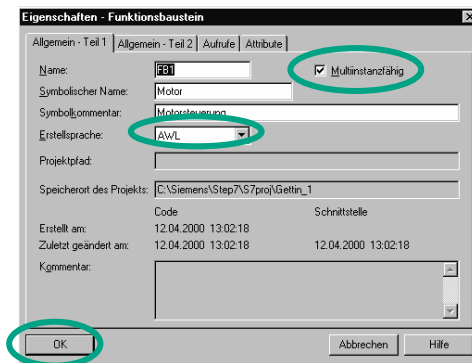 Eigenschaften - Funktionsbaustein
Allgemein - Teil 1 Allgemein - Teil 2 Aufrufe Attribute
Name: FB1 Multiinstanzfähig
Symbolischer Name: Motor
Symbolkommentar: Motorsteuerung
Erstellsprache: AWL
Projektpfad:
Speicherort des Projekts: C:\Siemens\Step7\S7proj\Gettin_1
Code Schnittstelle
Erstellt am: 12.04.2000 13:02:18
Zuletzt geändert am: 12.04.2000 13:02:18 12.04.2000 13:02:18
Kommentar:
OK Abbrechen Hilfe